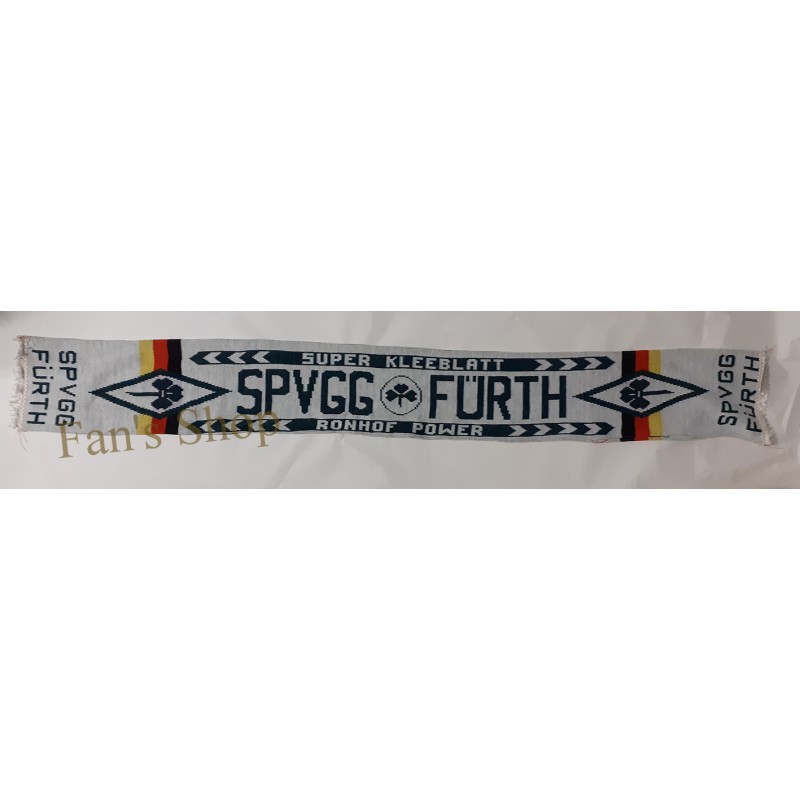 SPVGG
FÜRTH
SUPER KLEEBLATT
SPVGG FÜRTH
RONHOF POWER
SPVGG
FÜRTH
Fan's Shop